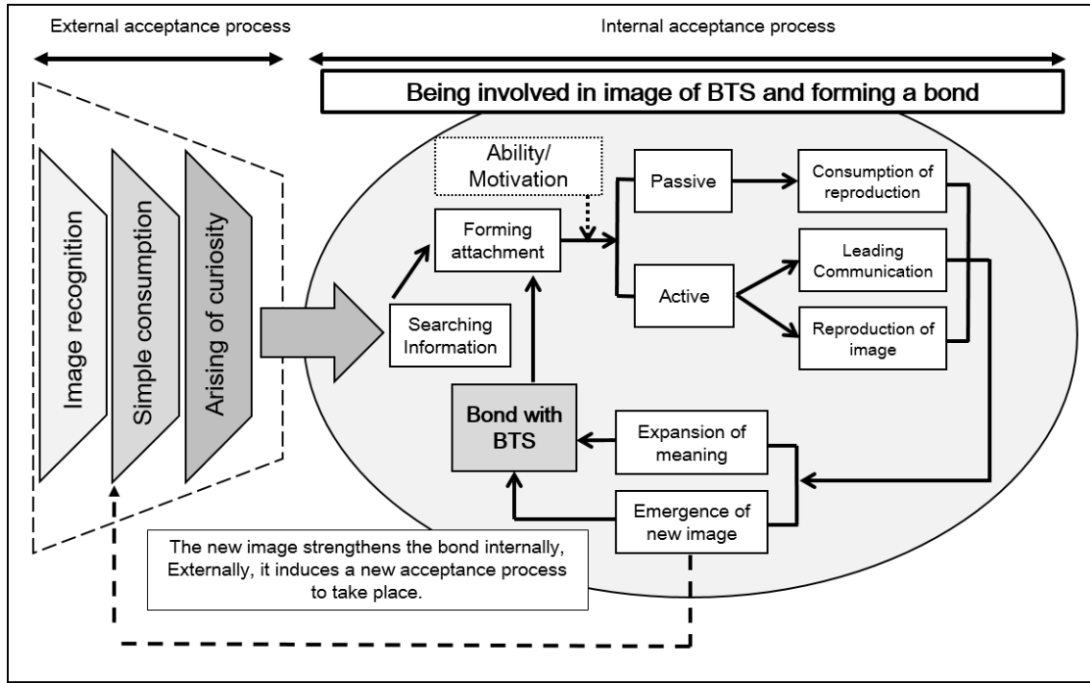 External acceptance process
Internal acceptance process
Being involved in image of BTS and forming a bond
Image recognition
Simple consumption
Arising of curiosity
Ability/
Motivation
Forming
attachment
Searching
Information
Passive
Active
Consumption of
reproduction
Leading
Communication
Reproduction of
image
Bond with
BTS
Expansion of
meaning
Emergence of
new image
The new image strengthens the bond internally,
Externally, it induces a new acceptance process
to take place.